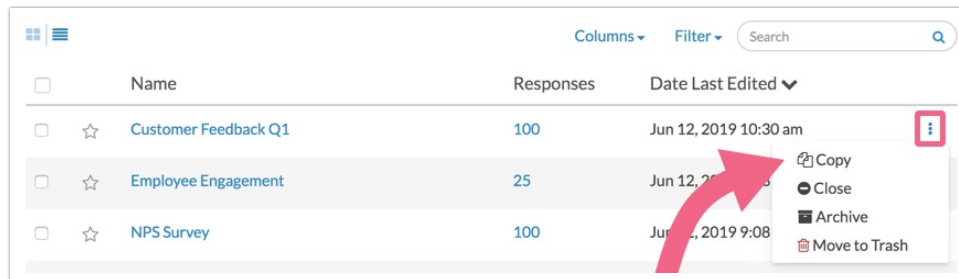 Columns Filter Search
Name Responses Date Last Edited
Customer Feedback Q1 100 Jun 12, 2019 10:30 am
Copy
Employee Engagement 25 Jun 12,
Close
Archive
NPS Survey 100 2019 9:08
Move to Trash